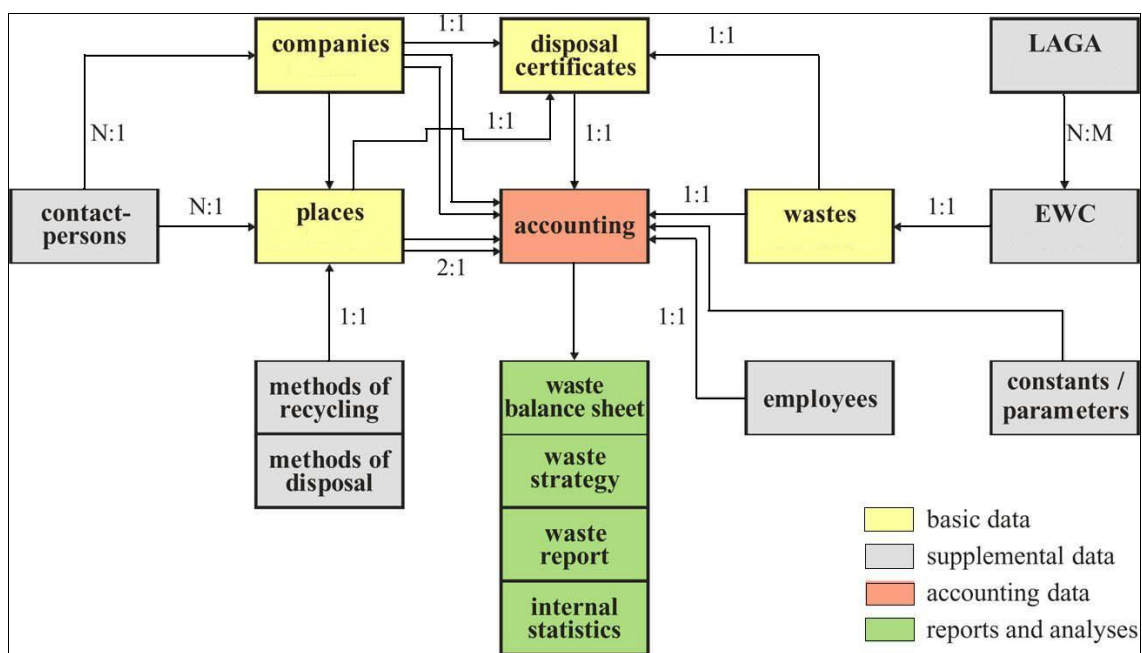 companies
1:1
disposal
certificates
1:1
LAGA
N:1
1:1
1:1
N:M
contact-
persons
N:1
places
accounting
1:1
wastes
1:1
EWC
2:1
1:1
1:1
methods of
recycling
methods of
disposal
waste
balance sheet
waste
strategy
waste
report
internal
statistics
employees
constants /
parameters
basic data
supplemental data
accounting data
reports and analyses